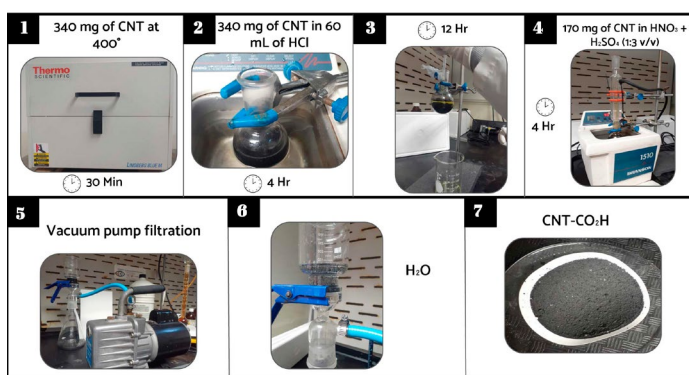 1
340 mg of CNT at
400°
Thermo
SCIENTIFIC
30 Min
2
340 mg of CNT in 60
mL of HCl
4 Hr
3
12 Hr
4
170 mg of CNT in HNO₃ +
H₂SO₄ (1:3 v/v)
4 Hr
1510
BRANSON
5
Vacuum pump filtration
6
H₂O
7
CNT-CO₂H